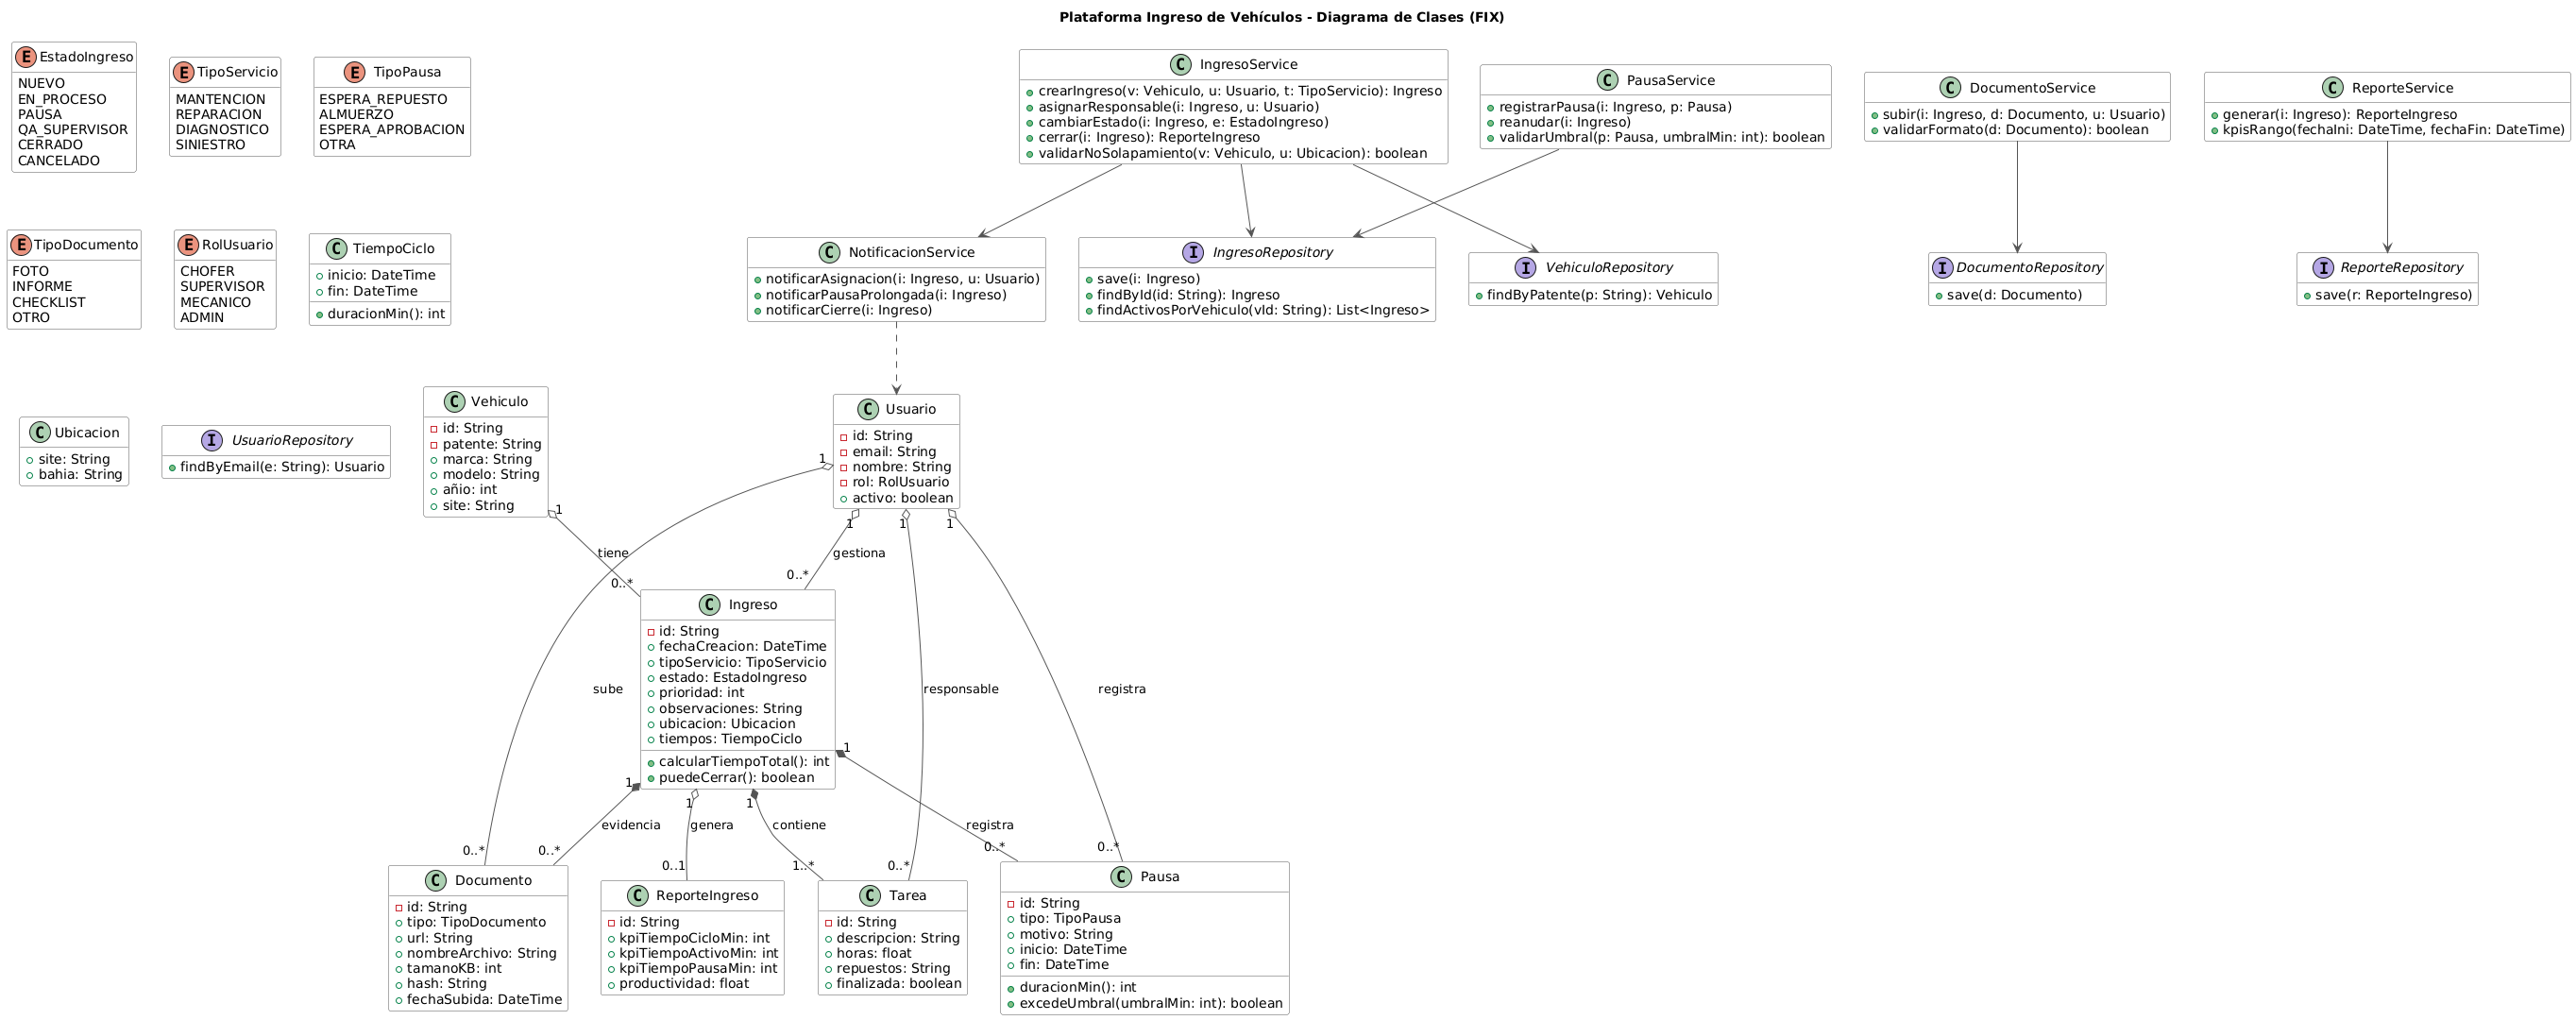 Plataforma Ingreso de Vehículos - Diagrama de Clases (FIX)
E EstadoIngreso
NUEVO
EN_PROCESO
PAUSA
QA_SUPERVISOR
CERRADO
CANCELADO
E TipoServicio
MANTENCION
REPARACION
DIAGNOSTICO
SINIESTRO
E TipoPausa
ESPERA_REPUESTO
ALMUERZO
ESPERA_APROBACION
OTRA
C IngresoService
crearIngreso(v: Vehiculo, u: Usuario, t: TipoServicio): Ingreso
asignarResponsable(i: Ingreso, u: Usuario)
cambiarEstado(i: Ingreso, e: EstadoIngreso)
cerrar(i: Ingreso): ReporteIngreso
validarNoSolapamiento(v: Vehiculo, u: Ubicacion): boolean
C PausaService
registrarPausa(i: Ingreso, p: Pausa)
reanudar(i: Ingreso)
validarUmbral(p: Pausa, umbralMin: int): boolean
C DocumentoService
subir(i: Ingreso, d: Documento, u: Usuario)
validarFormato(d: Documento): boolean
C ReporteService
generar(i: Ingreso): ReporteIngreso
kpisRango(fechaIni: DateTime, fechaFin: DateTime)
E TipoDocumento
FOTO
INFORME
CHECKLIST
OTRO
E RolUsuario
CHOFER
SUPERVISOR
MECANICO
ADMIN
C TiempoCiclo
inicio: DateTime
fin: DateTime
duracionMin(): int
C NotificacionService
notificarAsignacion(i: Ingreso, u: Usuario)
notificarPausaProlongada(i: Ingreso)
notificarCierre(i: Ingreso)
I IngresoRepository
save(i: Ingreso)
findById(id: String): Ingreso
findActivosPorVehiculo(vId: String): List<Ingreso>
I VehiculoRepository
findByPatente(p: String): Vehiculo
I DocumentoRepository
save(d: Documento)
I ReporteRepository
save(r: ReporteIngreso)
C Ubicacion
site: String
bahia: String
I UsuarioRepository
findByEmail(e: String): Usuario
C Vehiculo
id: String
patente: String
marca: String
modelo: String
añio: int
site: String
C Usuario
id: String
email: String
nombre: String
rol: RolUsuario
activo: boolean
1
1
1
1
1
tiene
gestiona
0..*
0..*
C Ingreso
id: String
fechaCreacion: DateTime
tipoServicio: TipoServicio
estado: EstadoIngreso
prioridad: int
observaciones: String
ubicacion: Ubicacion
tiempos: TiempoCiclo
calcularTiempoTotal(): int
puedeCerrar(): boolean
sube
responsable
registra
1
1
1
1
evidencia
genera
contiene
registra
0..*
0..*
0..1
1..*
0..*
0..*
0..*
C Documento
id: String
tipo: TipoDocumento
url: String
nombreArchivo: String
tamanoKB: int
hash: String
fechaSubida: DateTime
C ReporteIngreso
id: String
kpiTiempoCicloMin: int
kpiTiempoActivoMin: int
kpiTiempoPausaMin: int
productividad: float
C Tarea
id: String
descripcion: String
horas: float
repuestos: String
finalizada: boolean
C Pausa
id: String
tipo: TipoPausa
motivo: String
inicio: DateTime
fin: DateTime
duracionMin(): int
excedeUmbral(umbralMin: int): boolean